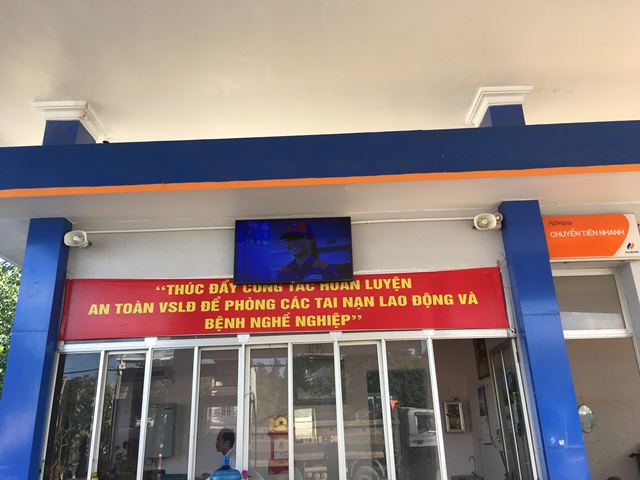 “THÚC ĐẨY CÔNG TÁC HUẤN LUYỆN
AN TOÀN VSLĐ ĐỂ PHÒNG CÁC TAI NẠN LAO ĐỘNG VÀ
BỆNH NGHỀ NGHIỆP”
CHUYỂN TIỀN NHANH